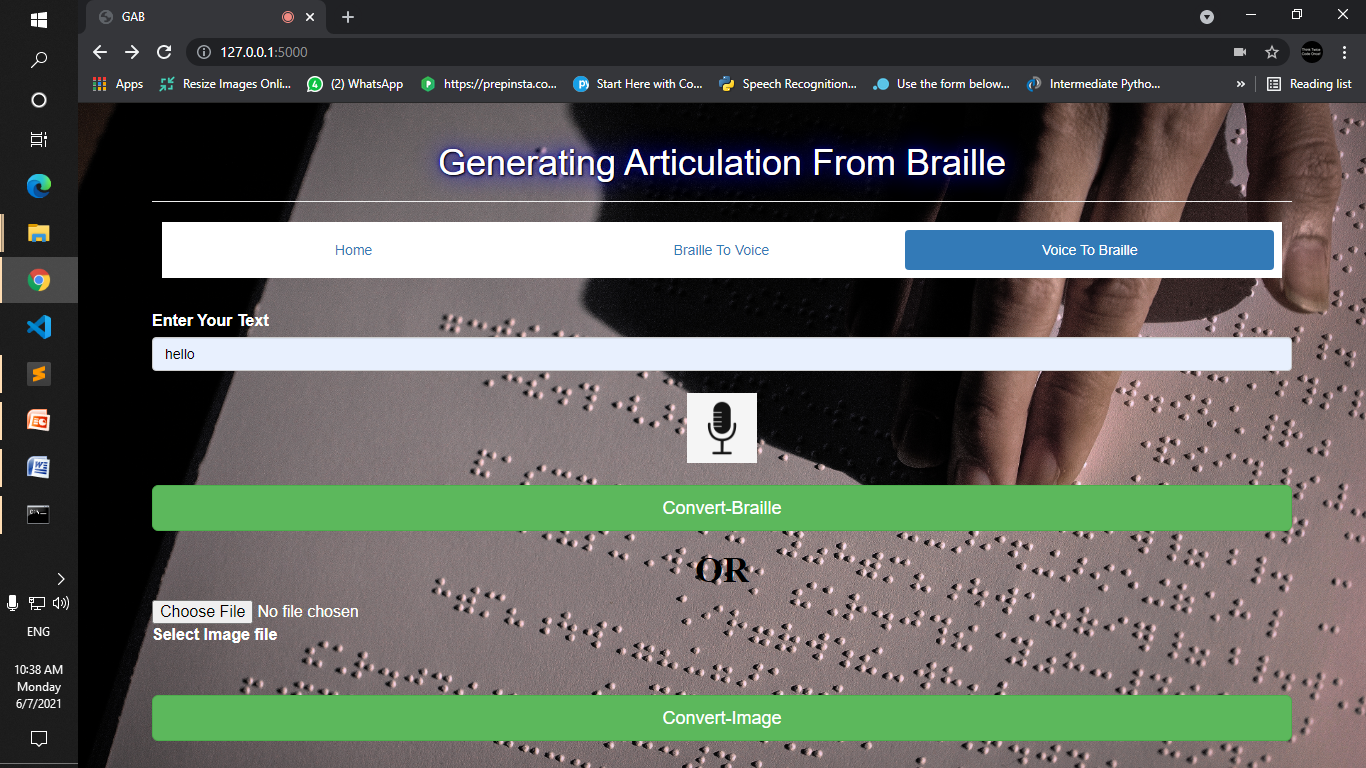 GAB
127.0.0.1:5000
Apps
Resize Images Onli...
(2) WhatsApp
https://prepinsta.co...
Start Here with Co...
Speech Recognition...
Use the form below...
Intermediate Pytho...
»
Reading list
Generating Articulation From Braille
Home
Braille To Voice
Voice To Braille
Enter Your Text
hello
Convert-Braille
OR
Choose File No file chosen
Select Image file
Convert-Image
ENG
10:38 AM
Monday
6/7/2021